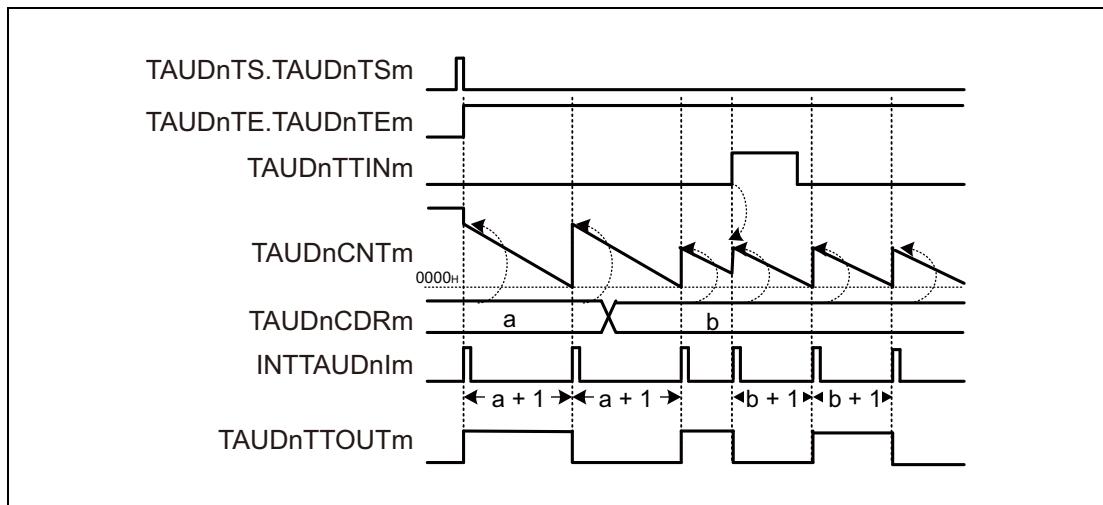 TAUDnTS.TAUDnTSm
TAUDnTE.TAUDnTEm
TAUDnTTINm
TAUDnCNTm
0000H
TAUDnCDRm
a
b
INTTAUDnIm
a + 1
a + 1
b + 1
b + 1
TAUDnTTOUTm